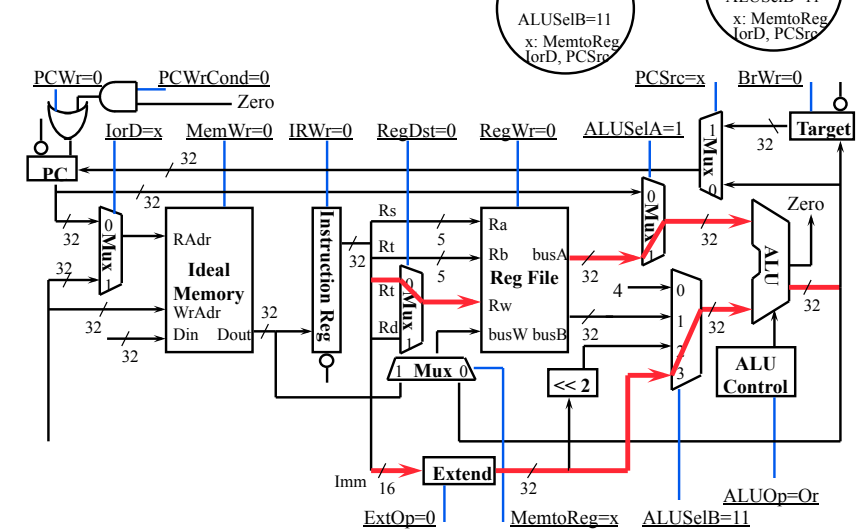 ALUSelB=11
x: MemtoReg
IorD, PCSrc
x: MemtoReg
IorD, PCSrc
PCWr=0
PCWrCond=0
PCSrc=x
BrWr=0
Zero
IorD=x
MemWr=0
IRWr=0
RegDst=0
RegWr=0
ALUSelA=1
1
Mux
0
32
Target
PC
32
32
32
0
Mux
1
32
RAdr
Ideal
Memory
WrAdr
Din
Dout
32
32
32
Instruction Reg
32
Rs
Rt
5
5
Rt
Rd
0
Mux
1
Ra
Rb
busA
Reg File
Rw
busW
busB
32
32
0
Mux
1
32
Zero
ALU
32
4
0
1
2
3
32
1 Mux 0
<< 2
ALU
Control
Imm
16
Extend
32
ExtOp=0
MemtoReg=x
ALUSelB=11
ALUOp=Or